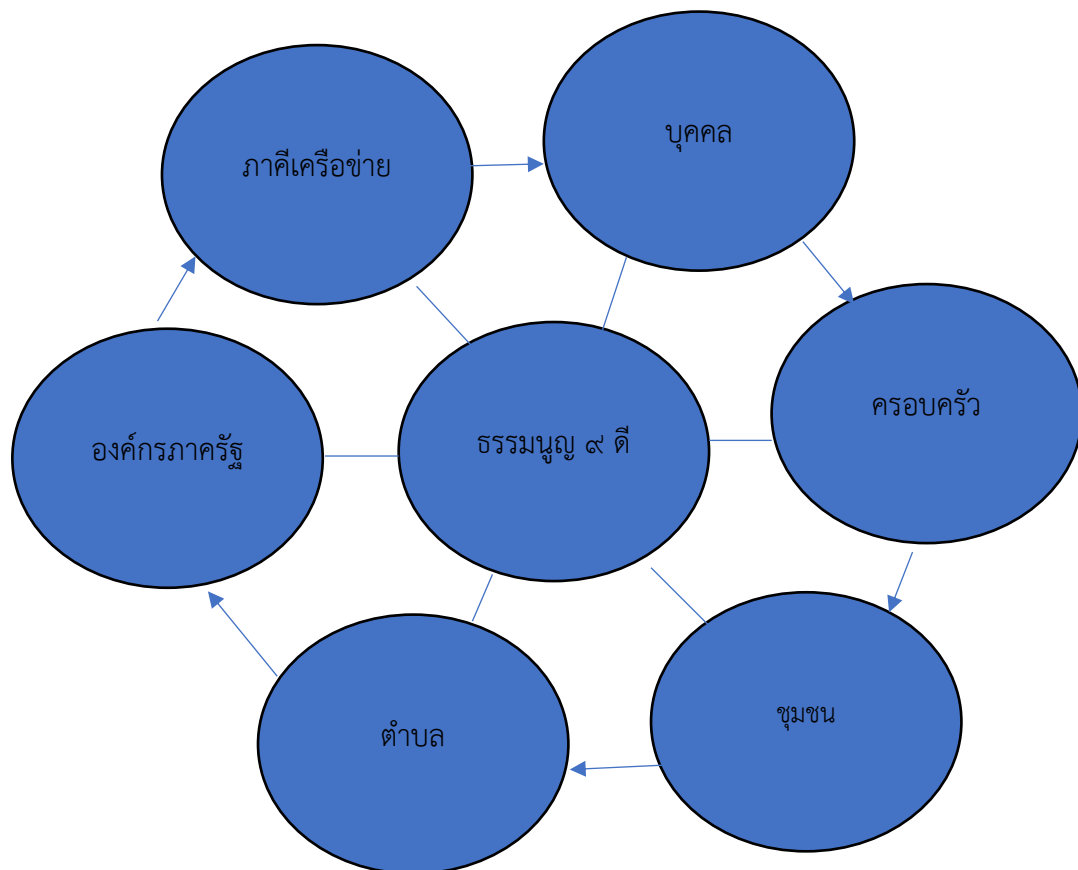 บุคคล
ภาคีเครือข่าย
ครอบครัว
องค์กรภาครัฐ
ธรรมนูญ ๙ ดี
ชุมชน
ตำบล